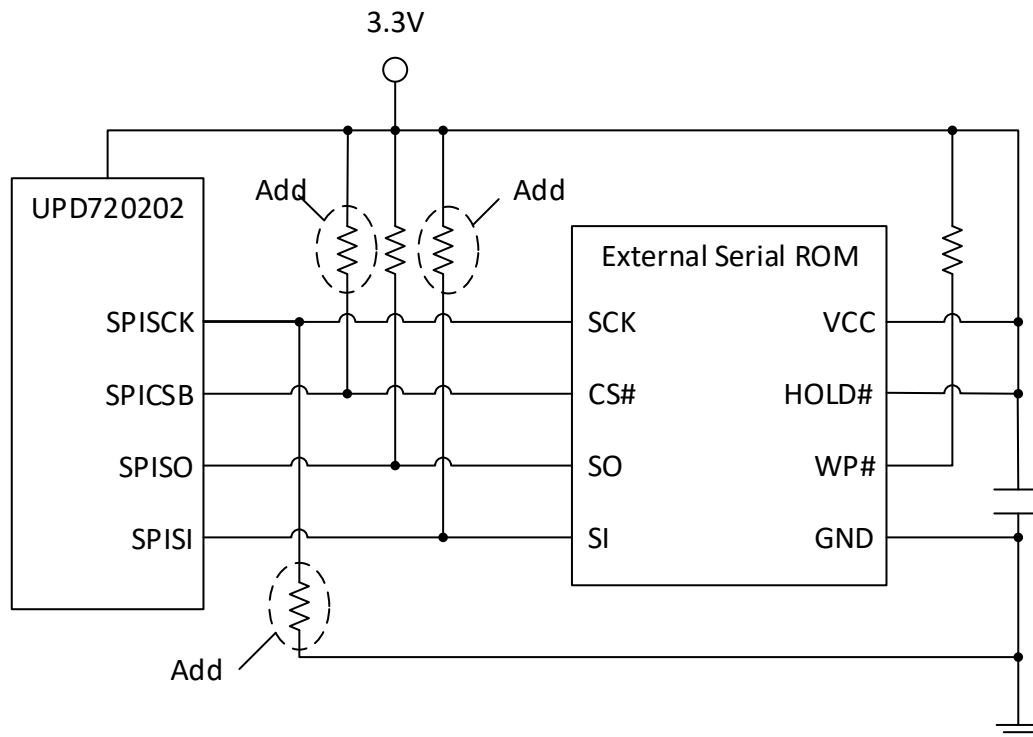 3.3V
Add
Add
UPD720202
External Serial ROM
SPISCK
SCK
VCC
SPICSB
CS#
HOLD#
SPISO
SO
WP#
SPISI
SI
GND
Add